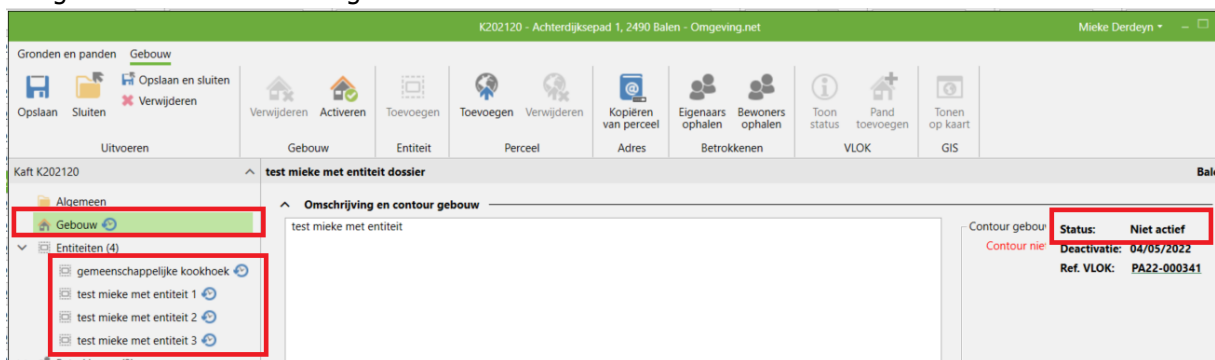 K202120 - Achterdijksepad 1, 2490 Balen - Omgeving.net
Mieke Derdeyn
Gronden en panden Gebouw
Opslaan
Sluiten
Opslaan en sluiten
Verwijderen
Uitvoeren
Verwijderen
Activeren
Gebouw
Toevoegen
Entiteit
Toevoegen
Verwijderen
Perceel
Kopiëren
van perceel
Adres
Eigenaars
ophalen
Bewoners
ophalen
Betrokkenen
Toon
status
Pand
toevoegen
VLOK
Tonen
op kaart
GIS
Kaft K202120
Algemeen
Gebouw
Entiteiten (4)
gemeenschappelijke kookhoek
test mieke met entiteit 1
test mieke met entiteit 2
test mieke met entiteit 3
test mieke met entiteit dossier
Omschrijving en contour gebouw
test mieke met entiteit
Contour gebou
Contour nie
Status: Niet actief
Deactivatie: 04/05/2022
Ref. VLOK: PA22-000341